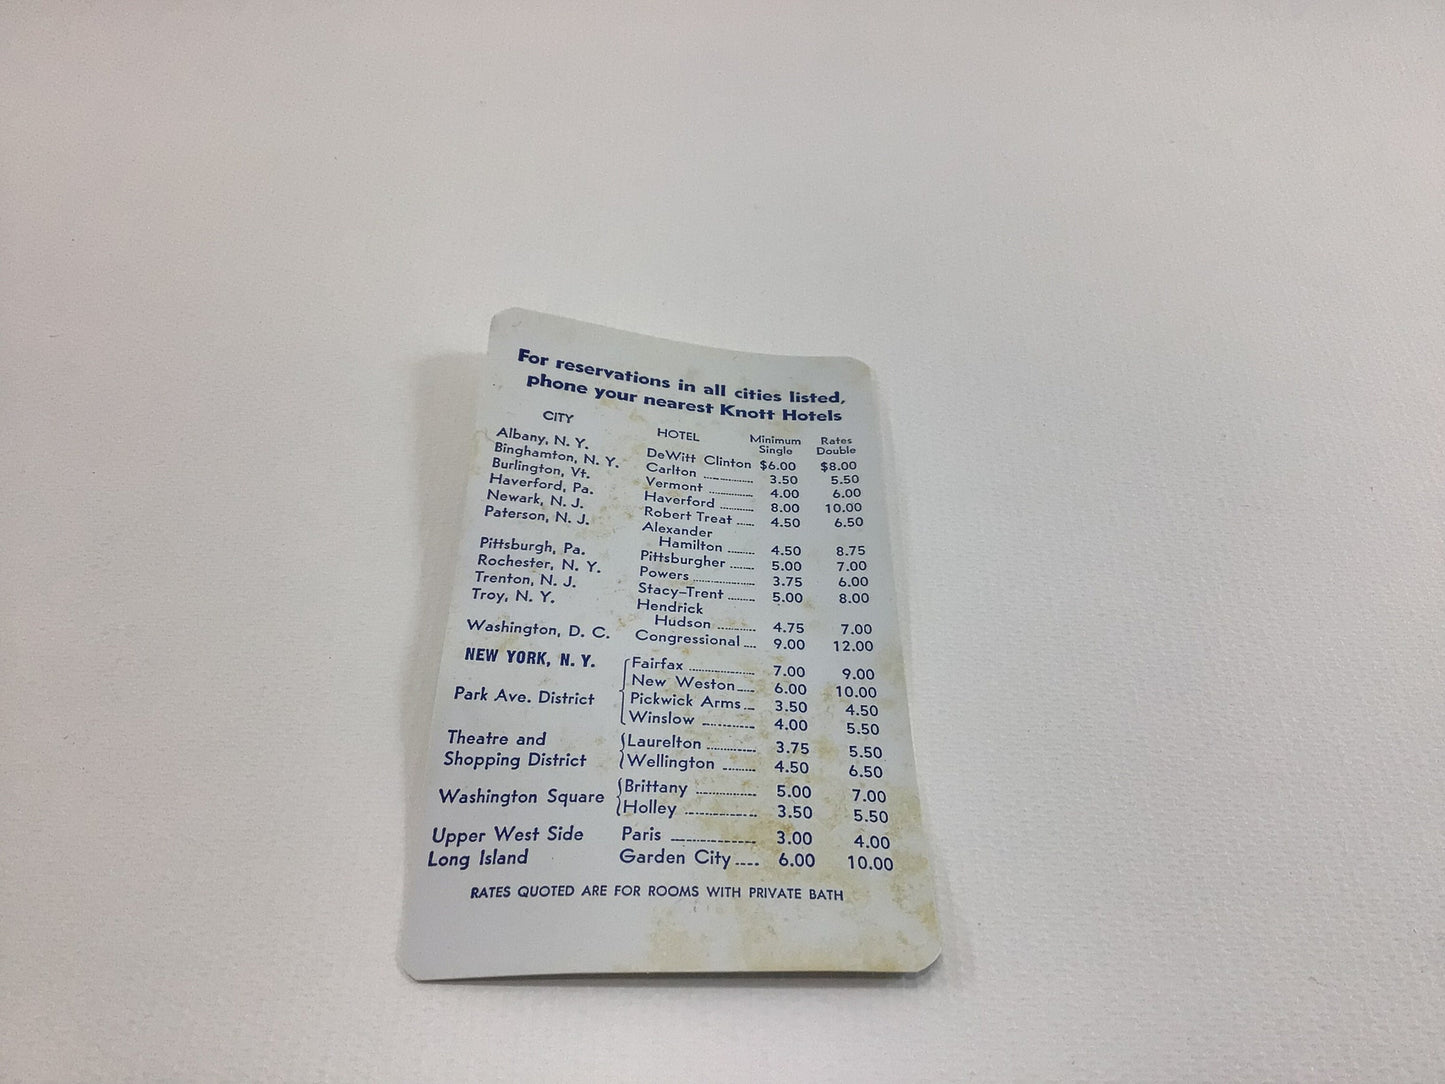 For reservations in all cities listed,
phone your nearest Knott Hotels
CITY HOTEL Minimum Rates
Single Double
Albany, N. Y. DeWitt Clinton $6.00 $8.00
Binghamton, N. Y. Carlton 3.50 5.50
Burlington, Vt. Vermont 4.00 6.00
Haverford, Pa. Haverford 8.00 10.00
Newark, N. J. Robert Treat 4.50 6.50
Paterson, N. J. Alexander
Hamilton 4.50 8.75
Pittsburgh, Pa. Pittsburgher 5.00 7.00
Rochester, N. Y. Powers 3.75 6.00
Trenton, N. J. Stacy-Trent 5.00 8.00
Troy, N. Y. Hendrick
Hudson 4.75 7.00
Washington, D. C. Congressional 9.00 12.00
NEW YORK, N. Y. Fairfax 7.00 9.00
New Weston 6.00 10.00
Park Ave. District Pickwick Arms 3.50 4.50
Winslow 4.00 5.50
Theatre and Laurelton 3.75 5.50
Shopping District Wellington 4.50 6.50
Washington Square Brittany 5.00 7.00
Holley 3.50 5.50
Upper West Side Paris 3.00 4.00
Long Island Garden City 6.00 10.00
RATES QUOTED ARE FOR ROOMS WITH PRIVATE BATH